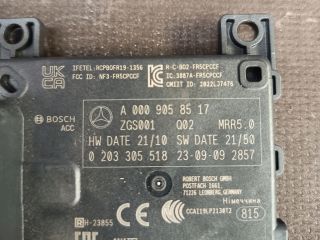 UK
CA
IFETEL:RCPBOFR19-1356
FCC ID: NF3-FR5CPCCF
R-C-BO2-FR5CPCCF
IC:3887A-FR5CPCCF
CMIIT ID: 2022LJ7476
BOSCH
ACC
A 000 905 85 17
ZGS001 Q02 MRR5.0
HW DATE 21/10 SW DATE 21/50
0 203 305 518 23-09-09 2857
ROBERT BOSCH GMBH
POSTFACH 1661,
71226 LEONBERG, GERMANY
Німеччина
R H-23855
CCAI19LP2130T2
815
EAC